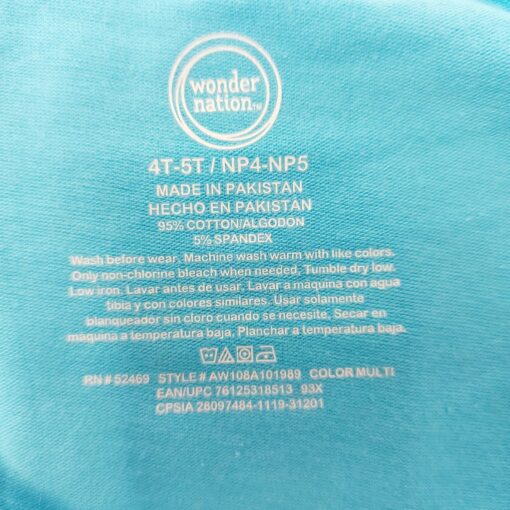 wonder
nation™
4T-5T / NP4-NP5
MADE IN PAKISTAN
HECHO EN PAKISTAN
95% COTTON/ALGODON
5% SPANDEX
Wash before wear. Machine wash warm with like colors.
Only non-chlorine bleach when needed. Tumble dry low.
Low iron. Lavar antes de usar. Lavar a maquina con agua
tibia y con colores similares. Usar solamente
blanqueador sin cloro cuando se necesite. Secar en
maquina a temperatura baja. Planchar a temperatura baja.
RN # 52469 STYLE # AW108A101989 COLOR MULTI
EAN/UPC 76125318513 93X
CPSIA 28097484-1119-31201